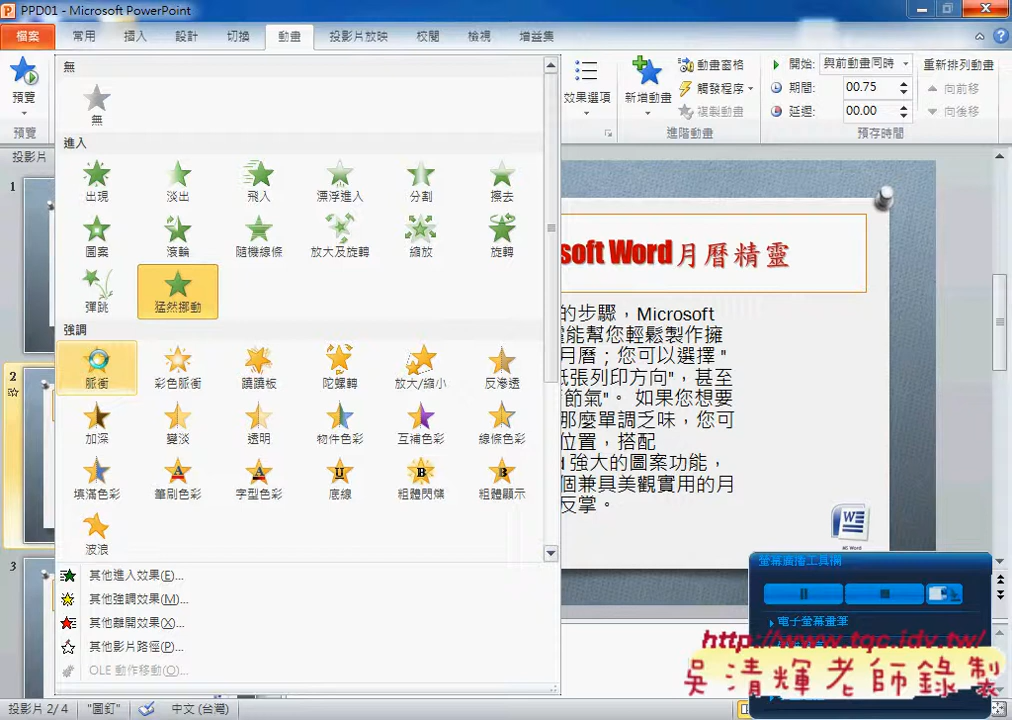 PPD01 - Microsoft PowerPoint
檔案 常用 插入 設計 切換 動畫 投影片放映 校閱 檢視 增益集
預覽
預覽
效果選項
新增動畫
動畫窗格
觸發程序
複製動畫
進階動畫
開始: 與前動畫同時
期間: 00.75
延遲: 00.00
重新排列動畫
向前移
向後移
預存時間
投影片
1
2
3
無
無
進入
出現 淡出 飛入 漂浮進入 分割 擦去
圖案 滾輪 隨機線條 放大及旋轉 縮放 旋轉
彈跳 猛然挪動
強調
脈衝 彩色脈衝 蹺蹺板 陀螺轉 放大/縮小 反滲透
加深 變淡 透明 物件色彩 互補色彩 線條色彩
填滿色彩 筆刷色彩 字型色彩 底線 粗體閃爍 粗體顯示
波浪
其他進入效果(E)...
其他強調效果(M)...
其他離開效果(X)...
其他影片路徑(P)...
OLE 動作移動(O)...
soft Word月曆精靈
的步驟，Microsoft
能幫您輕鬆製作擁
月曆；您可以選擇 "
紙張列印方向"，甚至
節氣"。 如果您想要
那麼單調乏味，您可
位置，搭配
d 強大的圖案功能，
個兼具美觀實用的月
反掌。
MS Word
螢幕廣播工具欄
電子螢幕畫筆
http://www.tqc.idv.tw/
吳清輝老師錄製
投影片 2/ 4 "圖釘" 中文 (台灣)